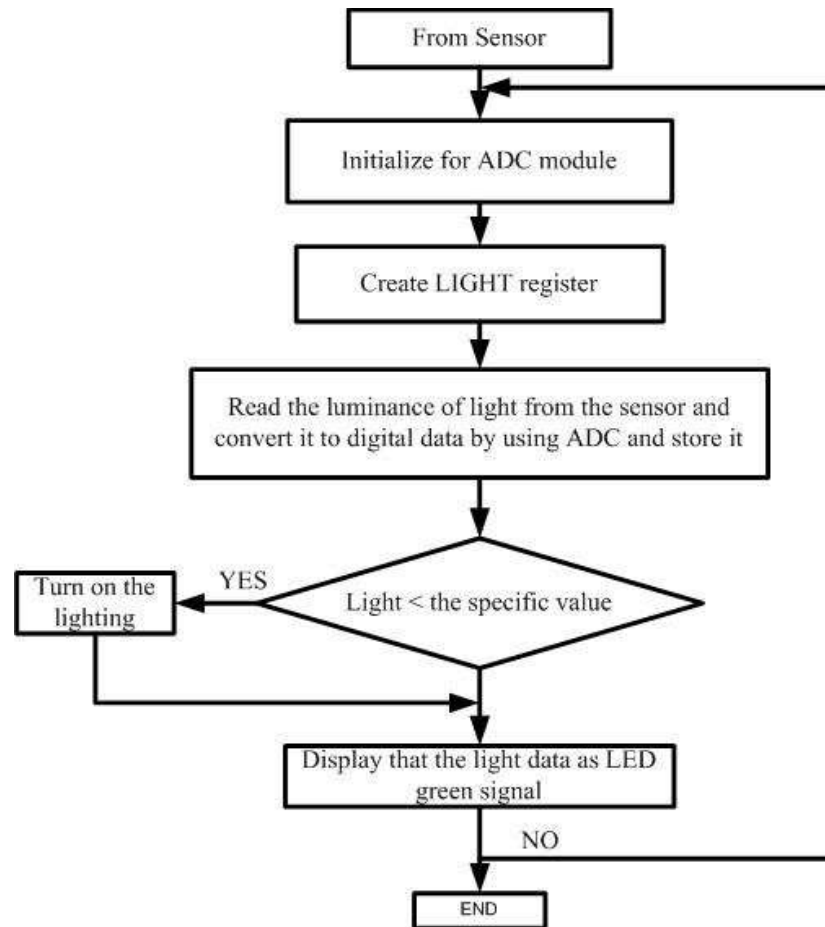 From Sensor
Initialize for ADC module
Create LIGHT register
Read the luminance of light from the sensor and
convert it to digital data by using ADC and store it
YES
Turn on the
lighting
Light < the specific value
Display that the light data as LED
green signal
NO
END